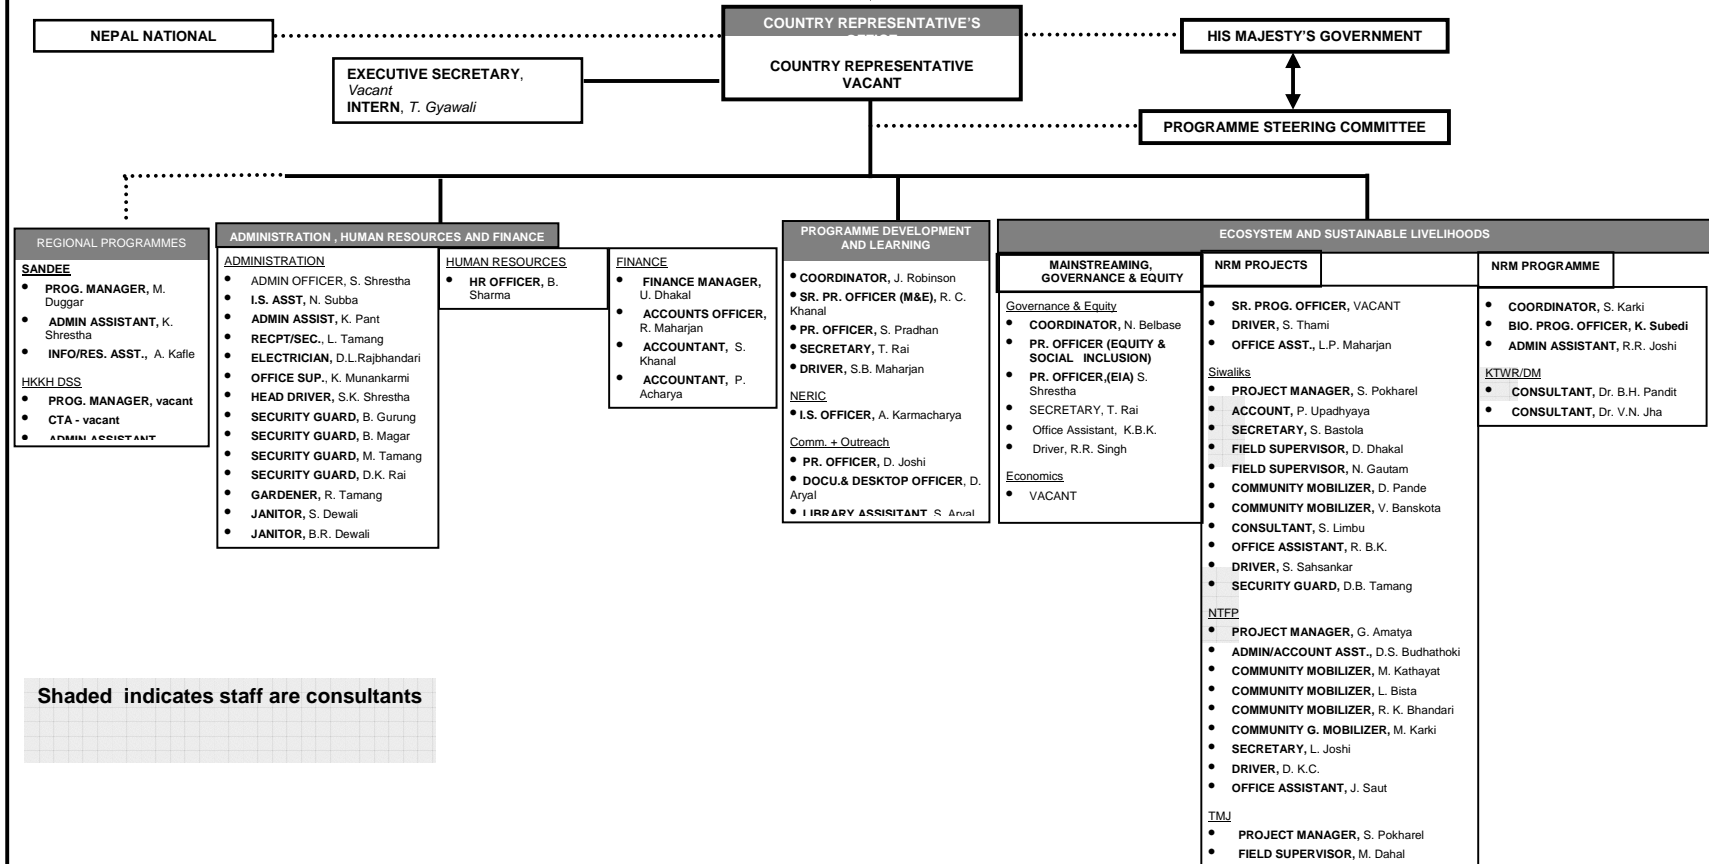 COUNTRY REPRESENTATIVE'S
NEPAL NATIONAL
HIS MAJESTY'S GOVERNMENT
COUNTRY REPRESENTATIVE
VACANT
EXECUTIVE SECRETARY,
Vacant
INTERN, T. Gyawali
PROGRAMME STEERING COMMITTEE
REGIONAL PROGRAMMES
SANDEE
• PROG. MANAGER, M.
Duggar
• ADMIN ASSISTANT, K.
Shrestha
• INFO/RES. ASST., A. Kafle
HKKH DSS
• PROG. MANAGER, vacant
• CTA - vacant
• ADMIN ASSISTANT
ADMINISTRATION , HUMAN RESOURCES AND FINANCE
ADMINISTRATION
• ADMIN OFFICER, S. Shrestha
• I.S. ASST, N. Subba
• ADMIN ASSIST, K. Pant
• RECPT/SEC., L. Tamang
• ELECTRICIAN, D.L.Rajbhandari
• OFFICE SUP., K. Munankarmi
• HEAD DRIVER, S.K. Shrestha
• SECURITY GUARD, B. Gurung
• SECURITY GUARD, B. Magar
• SECURITY GUARD, M. Tamang
• SECURITY GUARD, D.K. Rai
• GARDENER, R. Tamang
• JANITOR, S. Dewali
• JANITOR, B.R. Dewali
HUMAN RESOURCES
• HR OFFICER, B.
Sharma
FINANCE
• FINANCE MANAGER,
U. Dhakal
• ACCOUNTS OFFICER,
R. Maharjan
• ACCOUNTANT, S.
Khanal
• ACCOUNTANT, P.
Acharya
PROGRAMME DEVELOPMENT
AND LEARNING
• COORDINATOR, J. Robinson
• SR. PR. OFFICER (M&E), R. C.
Khanal
• PR. OFFICER, S. Pradhan
• SECRETARY, T. Rai
• DRIVER, S.B. Maharjan
NERIC
• I.S. OFFICER, A. Karmacharya
Comm. + Outreach
• PR. OFFICER, D. Joshi
• DOCU.& DESKTOP OFFICER, D.
Aryal
• LIBRARY ASSISITANT S. Aryal
ECOSYSTEM AND SUSTAINABLE LIVELIHOODS
MAINSTREAMING,
GOVERNANCE & EQUITY
Governance & Equity
• COORDINATOR, N. Belbase
• PR. OFFICER (EQUITY &
SOCIAL INCLUSION)
• PR. OFFICER,(EIA) S.
Shrestha
• SECRETARY, T. Rai
• Office Assistant, K.B.K.
• Driver, R.R. Singh
Economics
• VACANT
NRM PROJECTS
• SR. PROG. OFFICER, VACANT
• DRIVER, S. Thami
• OFFICE ASST., L.P. Maharjan
Siwaliks
• PROJECT MANAGER, S. Pokharel
• ACCOUNT, P. Upadhyaya
• SECRETARY, S. Bastola
• FIELD SUPERVISOR, D. Dhakal
• FIELD SUPERVISOR, N. Gautam
• COMMUNITY MOBILIZER, D. Pande
• COMMUNITY MOBILIZER, V. Banskota
• CONSULTANT, S. Limbu
• OFFICE ASSISTANT, R. B.K.
• DRIVER, S. Sahsankar
• SECURITY GUARD, D.B. Tamang
NTFP
• PROJECT MANAGER, G. Amatya
• ADMIN/ACCOUNT ASST., D.S. Budhathoki
• COMMUNITY MOBILIZER, M. Kathayat
• COMMUNITY MOBILIZER, L. Bista
• COMMUNITY MOBILIZER, R. K. Bhandari
• COMMUNITY G. MOBILIZER, M. Karki
• SECRETARY, L. Joshi
• DRIVER, D. K.C.
• OFFICE ASSISTANT, J. Saut
TMJ
• PROJECT MANAGER, S. Pokharel
• FIELD SUPERVISOR, M. Dahal
NRM PROGRAMME
• COORDINATOR, S. Karki
• BIO. PROG. OFFICER, K. Subedi
• ADMIN ASSISTANT, R.R. Joshi
KTWR/DM
• CONSULTANT, Dr. B.H. Pandit
• CONSULTANT, Dr. V.N. Jha
Shaded indicates staff are consultants